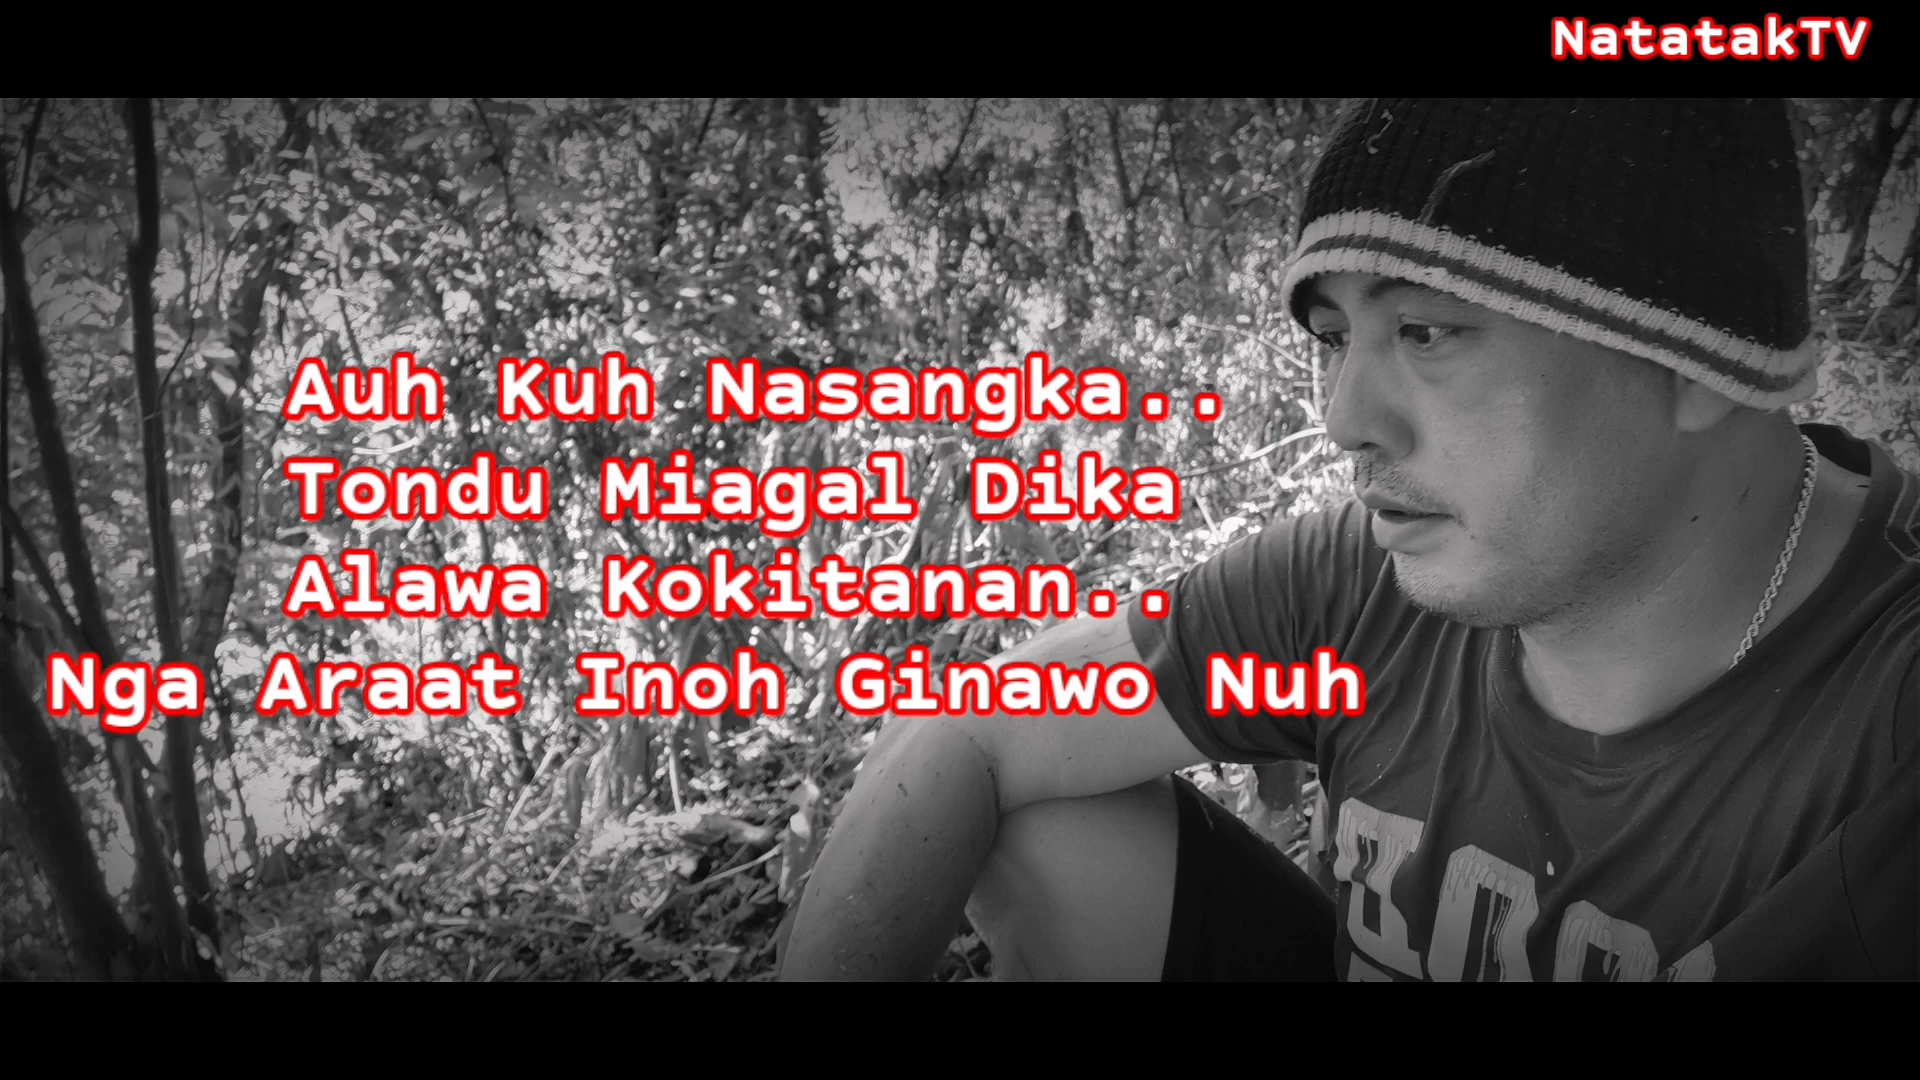 NatatakTV
Auh Kuh Nasangka..
Tondu Miagal Dika
Alawa Kokitanan..
Nga Araat Inoh Ginawo Nuh